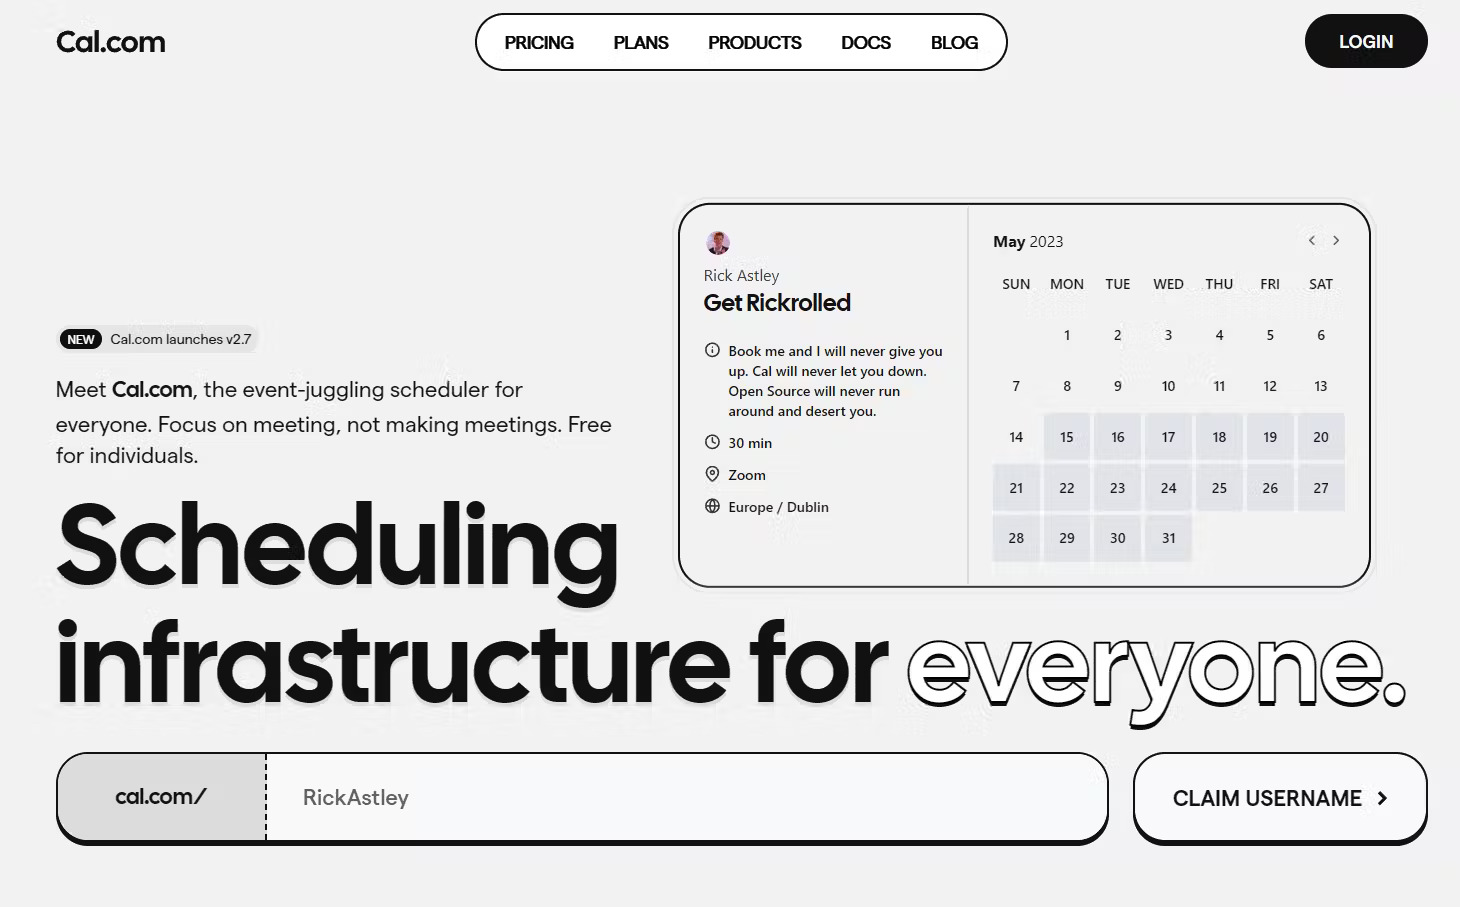 Cal.com
PRICING PLANS PRODUCTS DOCS BLOG
LOGIN
NEW Cal.com launches v2.7
Meet Cal.com, the event-juggling scheduler for
everyone. Focus on meeting, not making meetings. Free
for individuals.
Rick Astley
Get Rickrolled
Book me and I will never give you
up. Cal will never let you down.
Open Source will never run
around and desert you.
30 min
Zoom
Europe / Dublin
May 2023
SUN MON TUE WED THU FRI SAT
1 2 3 4 5 6
7 8 9 10 11 12 13
14 15 16 17 18 19 20
21 22 23 24 25 26 27
28 29 30 31
Scheduling
infrastructure for everyone.
cal.com/ RickAstley
CLAIM USERNAME